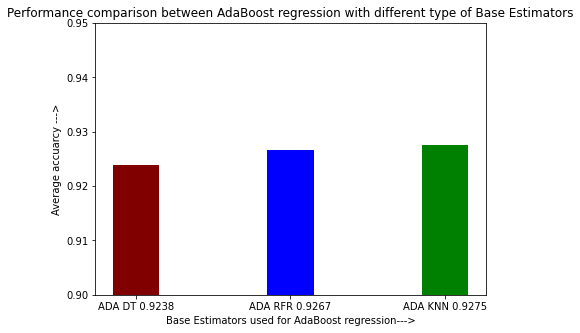 Performance comparison between AdaBoost regression with different type of Base Estimators
0.95
0.94
0.93
0.92
0.91
0.90
Average accuarcy --->
ADA DT 0.9238
ADA RFR 0.9267
ADA KNN 0.9275
Base Estimators used for AdaBoost regression--->